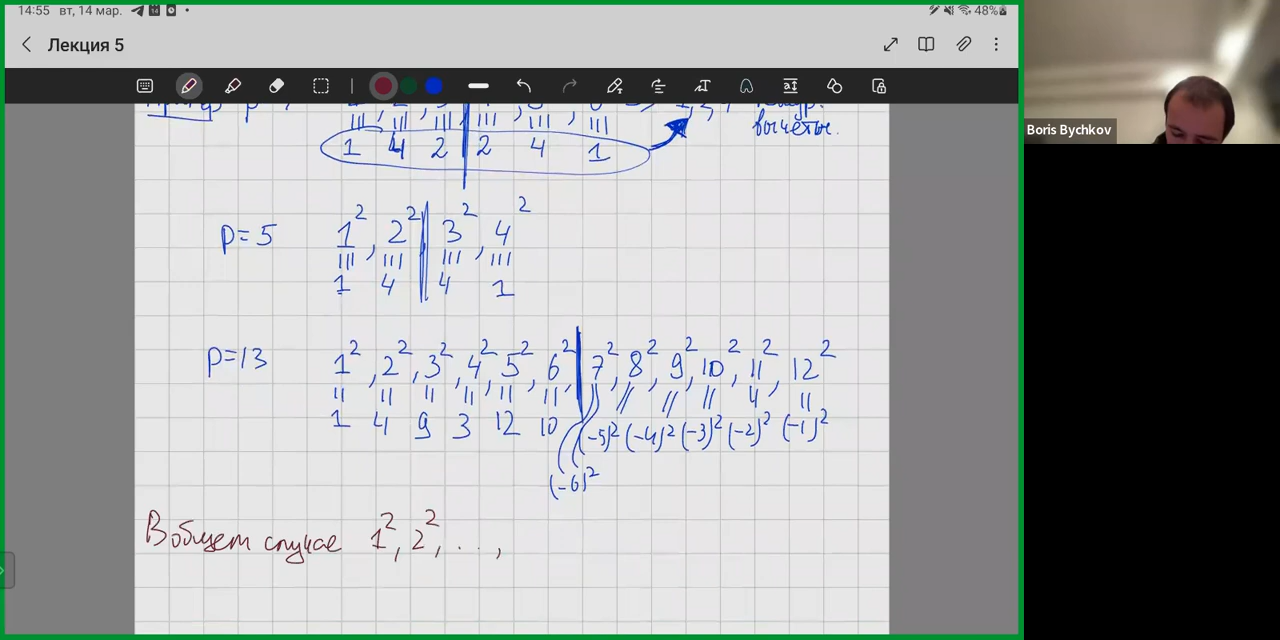 14:55 вт, 14 мар.
48%
Лекция 5
вычеты.
1 4 2 2 4 1
p=5 1², 2², 3², 4²
1 4 4 1
p=13 1², 2², 3², 4², 5², 6², 7², 8², 9², 10², 11², 12²
1 4 9 3 12 10 (-5)² (-4)² (-3)² (-2)² (-1)²
(-6)²
В общем случае 1², 2², ...,
Boris Bychkov